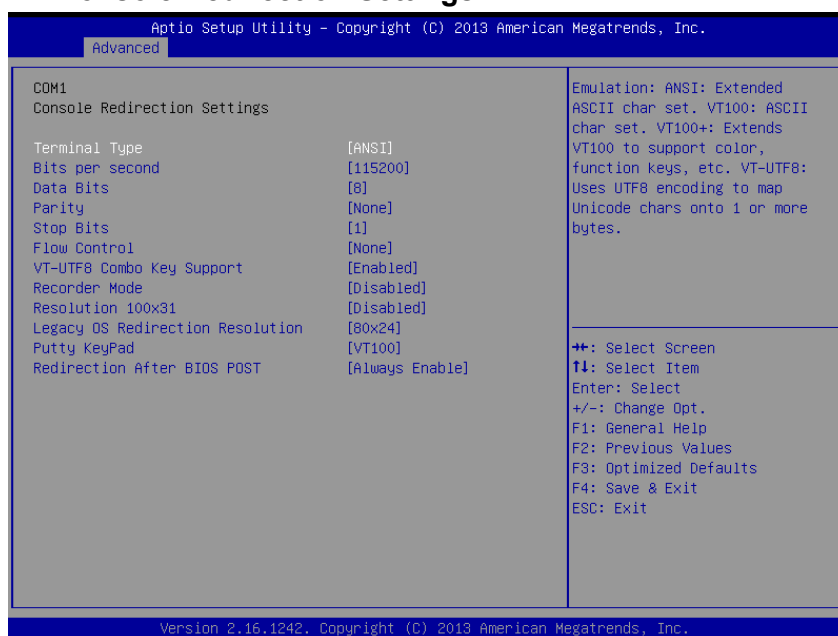 Aptio Setup Utility – Copyright (C) 2013 American Megatrends, Inc.
Advanced
COM1
Console Redirection Settings
Terminal Type [ANSI]
Bits per second [115200]
Data Bits [8]
Parity [None]
Stop Bits [1]
Flow Control [None]
VT-UTF8 Combo Key Support [Enabled]
Recorder Mode [Disabled]
Resolution 100x31 [Disabled]
Legacy OS Redirection Resolution [80x24]
Putty KeyPad [VT100]
Redirection After BIOS POST [Always Enable]
Emulation: ANSI: Extended
ASCII char set. VT100: ASCII
char set. VT100+: Extends
VT100 to support color,
function keys, etc. VT-UTF8:
Uses UTF8 encoding to map
Unicode chars onto 1 or more
bytes.
→←: Select Screen
↑↓: Select Item
Enter: Select
+/-: Change Opt.
F1: General Help
F2: Previous Values
F3: Optimized Defaults
F4: Save & Exit
ESC: Exit
Version 2.16.1242. Copyright (C) 2013 American Megatrends, Inc.